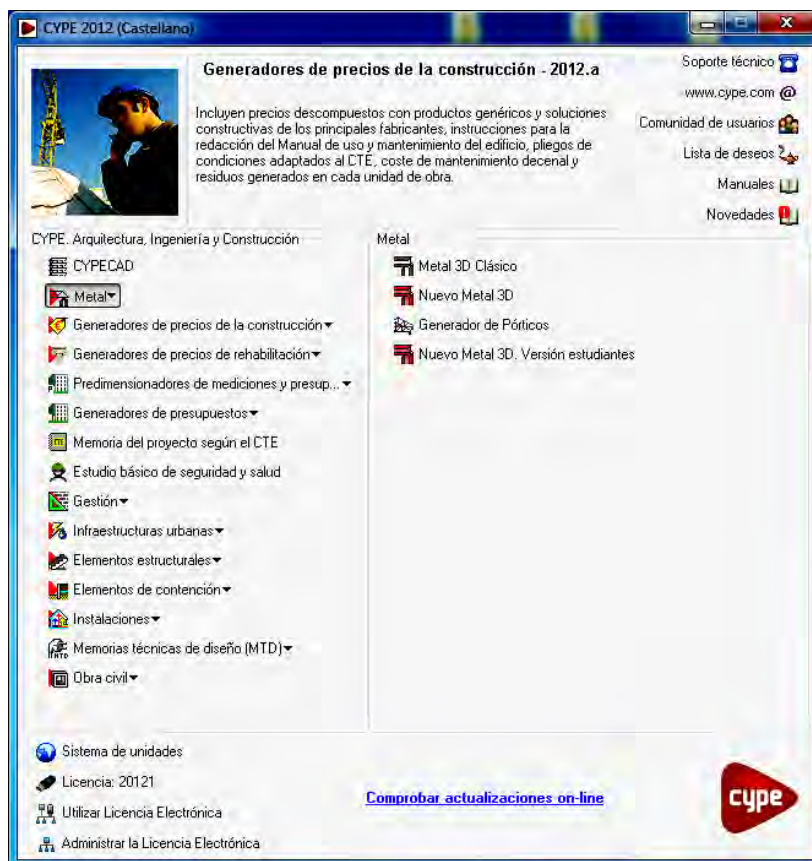 CYPE 2012 (Castellano)
Generadores de precios de la construcción - 2012.a
Incluyen precios descompuestos con productos genéricos y soluciones
constructivas de los principales fabricantes, instrucciones para la
redacción del Manual de uso y mantenimiento del edificio, pliegos de
condiciones adaptados al CTE, coste de mantenimiento decenal y
residuos generados en cada unidad de obra.
Soporte técnico
www.cype.com @
Comunidad de usuarios
Lista de deseos
Manuales
Novedades
CYPE. Arquitectura, Ingeniería y Construcción
CYPECAD
Metal
Generadores de precios de la construcción
Generadores de precios de rehabilitación
Predimensionadores de mediciones y presup...
Generadores de presupuestos
Memoria del proyecto según el CTE
Estudio básico de seguridad y salud
Gestión
Infraestructuras urbanas
Elementos estructurales
Elementos de contención
Instalaciones
Memorias técnicas de diseño (MTD)
Obra civil
Metal
Metal 3D Clásico
Nuevo Metal 3D
Generador de Pórticos
Nuevo Metal 3D. Versión estudiantes
Sistema de unidades
Licencia: 20121
Utilizar Licencia Electrónica
Administrar la Licencia Electrónica
Comprobar actualizaciones on-line
cype